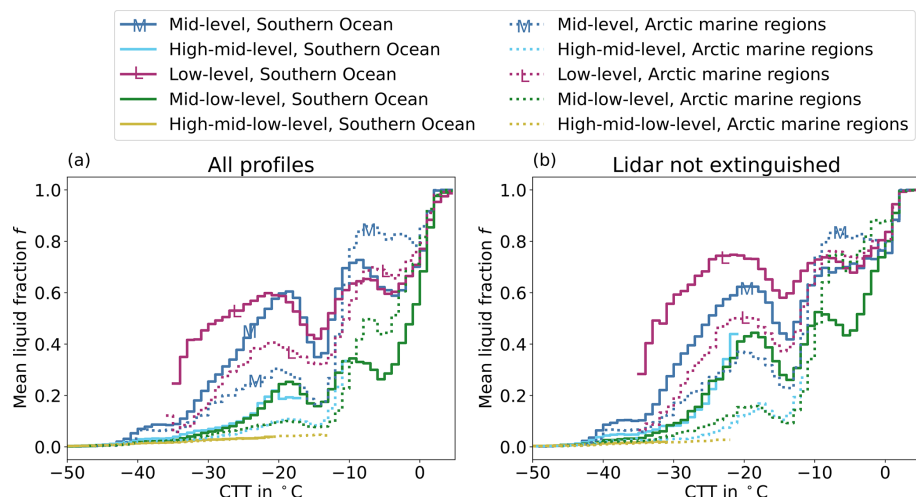 M Mid-level, Southern Ocean
High-mid-level, Southern Ocean
L Low-level, Southern Ocean
Mid-low-level, Southern Ocean
High-mid-low-level, Southern Ocean
M Mid-level, Arctic marine regions
High-mid-level, Arctic marine regions
L Low-level, Arctic marine regions
Mid-low-level, Arctic marine regions
High-mid-low-level, Arctic marine regions
(a)
All profiles
Mean liquid fraction f
1.0
0.8
0.6
0.4
0.2
0.0
M
L
L
M
L
M
−50
−40
−30
−20
−10
0
CTT in °C
(b)
Lidar not extinguished
Mean liquid fraction f
1.0
0.8
0.6
0.4
0.2
0.0
M
L
L
M
L
−50
−40
−30
−20
−10
0
CTT in °C